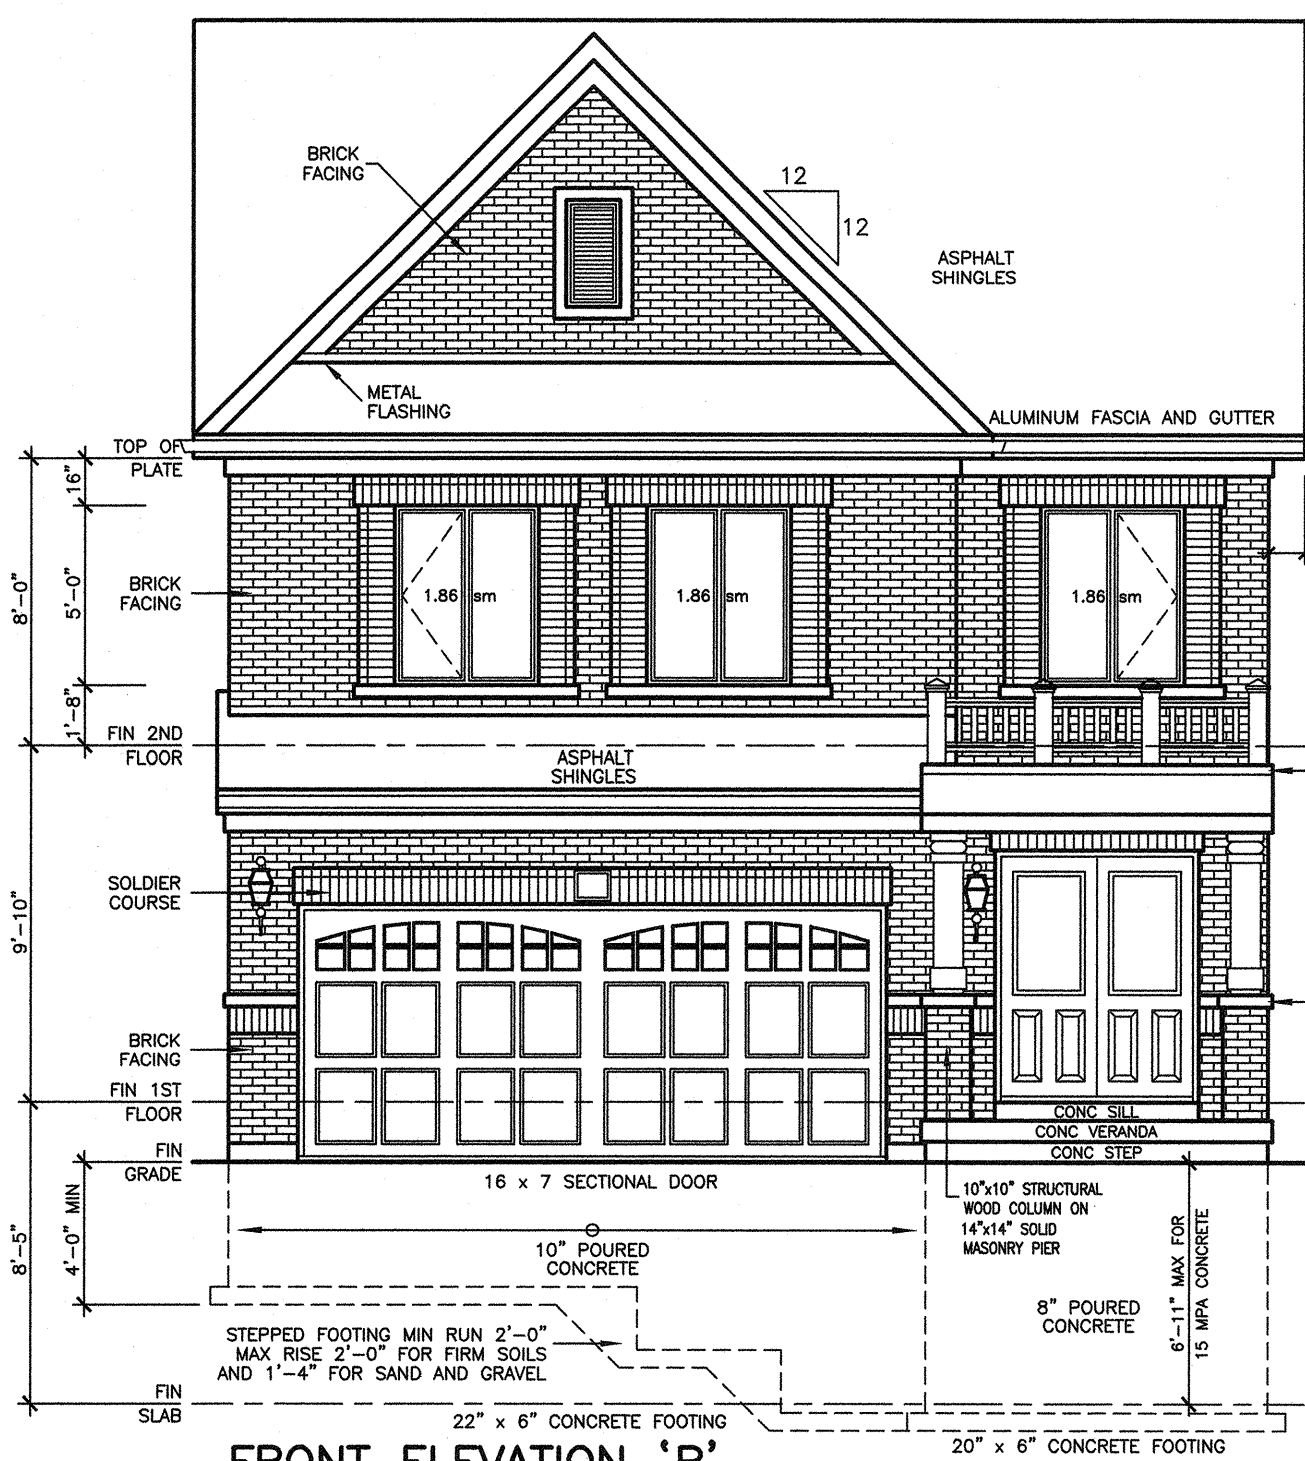 BRICK
FACING
12
12
ASPHALT
SHINGLES
METAL
FLASHING
ALUMINUM FASCIA AND GUTTER
TOP OF
PLATE
16"
8'-0"
5'-0"
BRICK
FACING
1.86 sm
1.86 sm
1.86 sm
1'-8"
FIN 2ND
FLOOR
ASPHALT
SHINGLES
SOLDIER
COURSE
9'-10"
BRICK
FACING
FIN 1ST
FLOOR
CONC SILL
CONC VERANDA
CONC STEP
FIN
GRADE
16 x 7 SECTIONAL DOOR
10"x10" STRUCTURAL
WOOD COLUMN ON
14"x14" SOLID
MASONRY PIER
4'-0" MIN
8'-5"
10" POURED
CONCRETE
8" POURED
CONCRETE
6'-11" MAX FOR
15 MPA CONCRETE
STEPPED FOOTING MIN RUN 2'-0"
MAX RISE 2'-0" FOR FIRM SOILS
AND 1'-4" FOR SAND AND GRAVEL
FIN
SLAB
22" x 6" CONCRETE FOOTING
20" x 6" CONCRETE FOOTING
FRONT ELEVATION 'B'